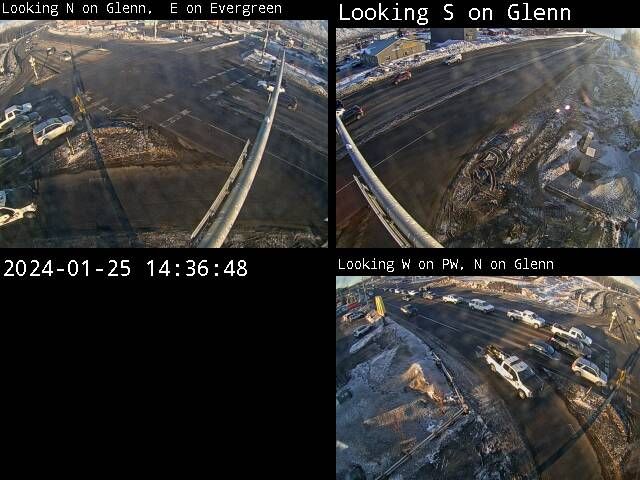 Looking N on Glenn,  E on Evergreen
Looking S on Glenn
2024-01-25 14:36:48
Looking W on PW, N on Glenn